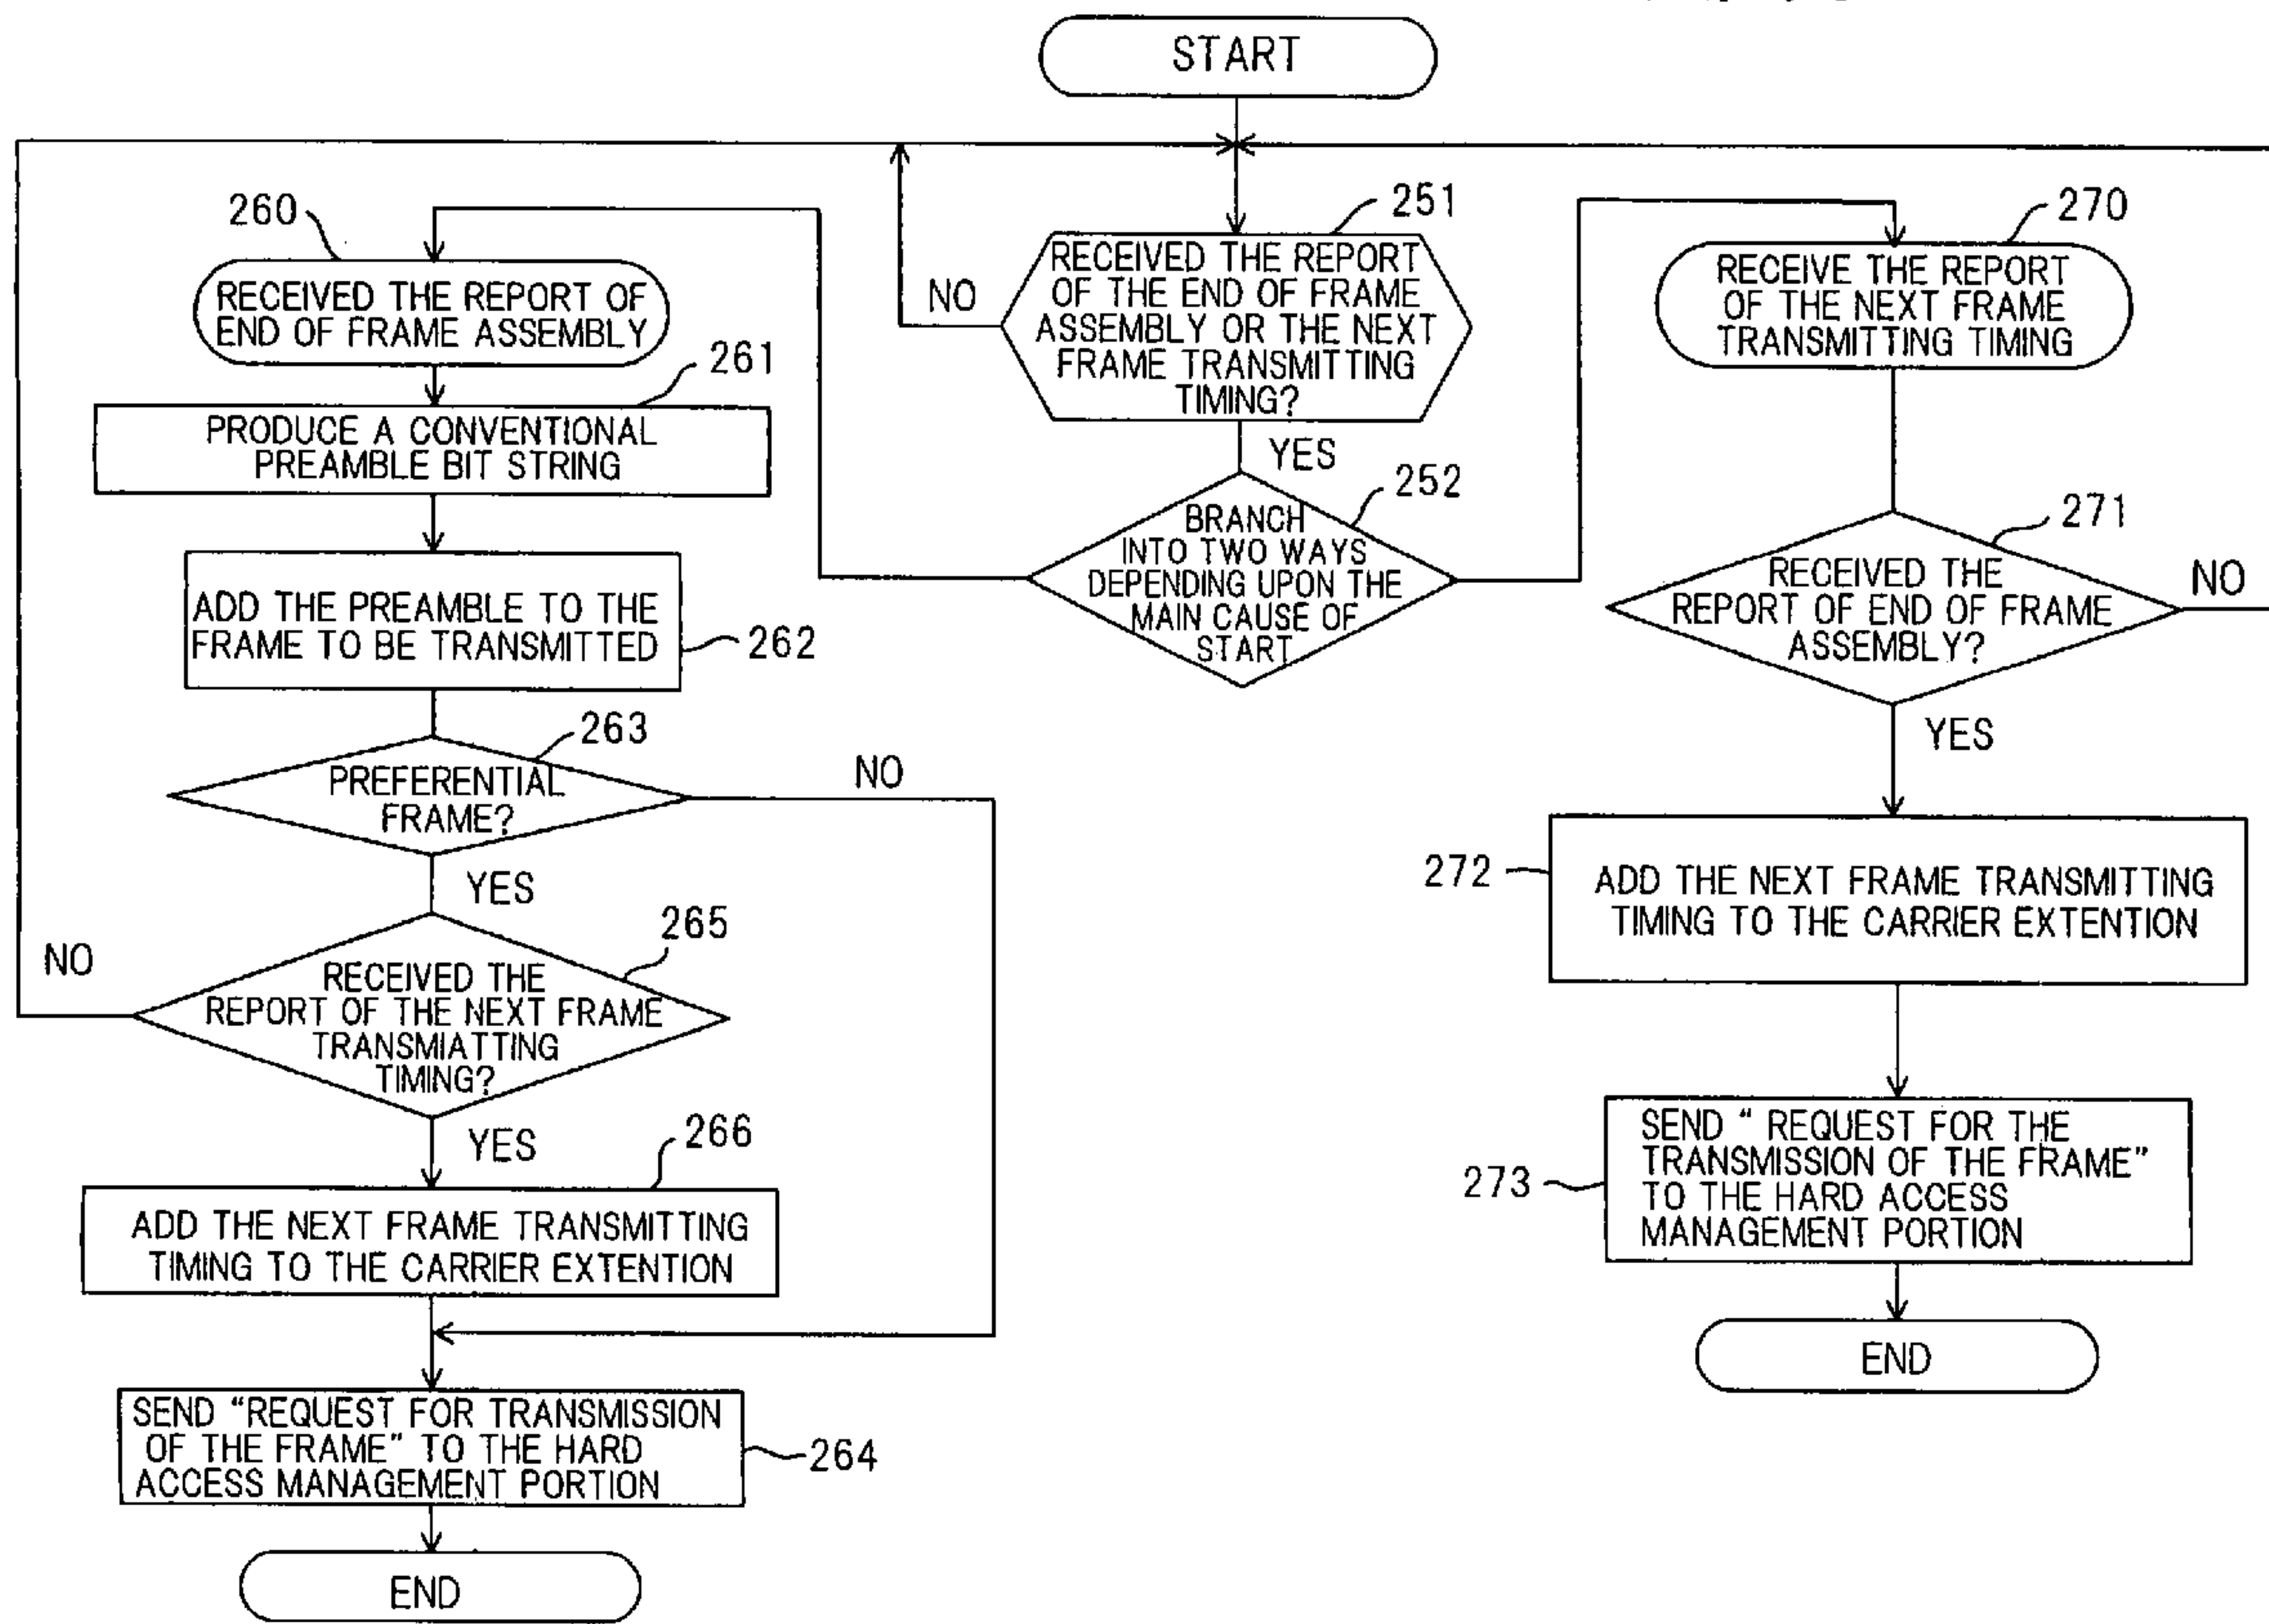 START
251
RECEIVED THE REPORT
OF THE END OF FRAME
ASSEMBLY OR THE NEXT
FRAME TRANSMITTING
TIMING?
NO
YES
252
BRANCH
INTO TWO WAYS
DEPENDING UPON THE
MAIN CAUSE OF
START
260
RECEIVED THE REPORT OF
END OF FRAME ASSEMBLY
261
PRODUCE A CONVENTIONAL
PREAMBLE BIT STRING
ADD THE PREAMBLE TO THE
FRAME TO BE TRANSMITTED
262
263
PREFERENTIAL
FRAME?
NO
YES
265
NO
RECEIVED THE
REPORT OF THE NEXT FRAME
TRANSMIATTING
TIMING?
YES
266
ADD THE NEXT FRAME TRANSMITTING
TIMING TO THE CARRIER EXTENTION
SEND “REQUEST FOR TRANSMISSION
OF THE FRAME” TO THE HARD
ACCESS MANAGEMENT PORTION
264
END
270
RECEIVE THE REPORT
OF THE NEXT FRAME
TRANSMITTING TIMING
271
RECEIVED THE
REPORT OF END OF FRAME
ASSEMBLY?
NO
YES
272
ADD THE NEXT FRAME TRANSMITTING
TIMING TO THE CARRIER EXTENTION
273
SEND “ REQUEST FOR THE
TRANSMISSION OF THE FRAME”
TO THE HARD ACCESS
MANAGEMENT PORTION
END